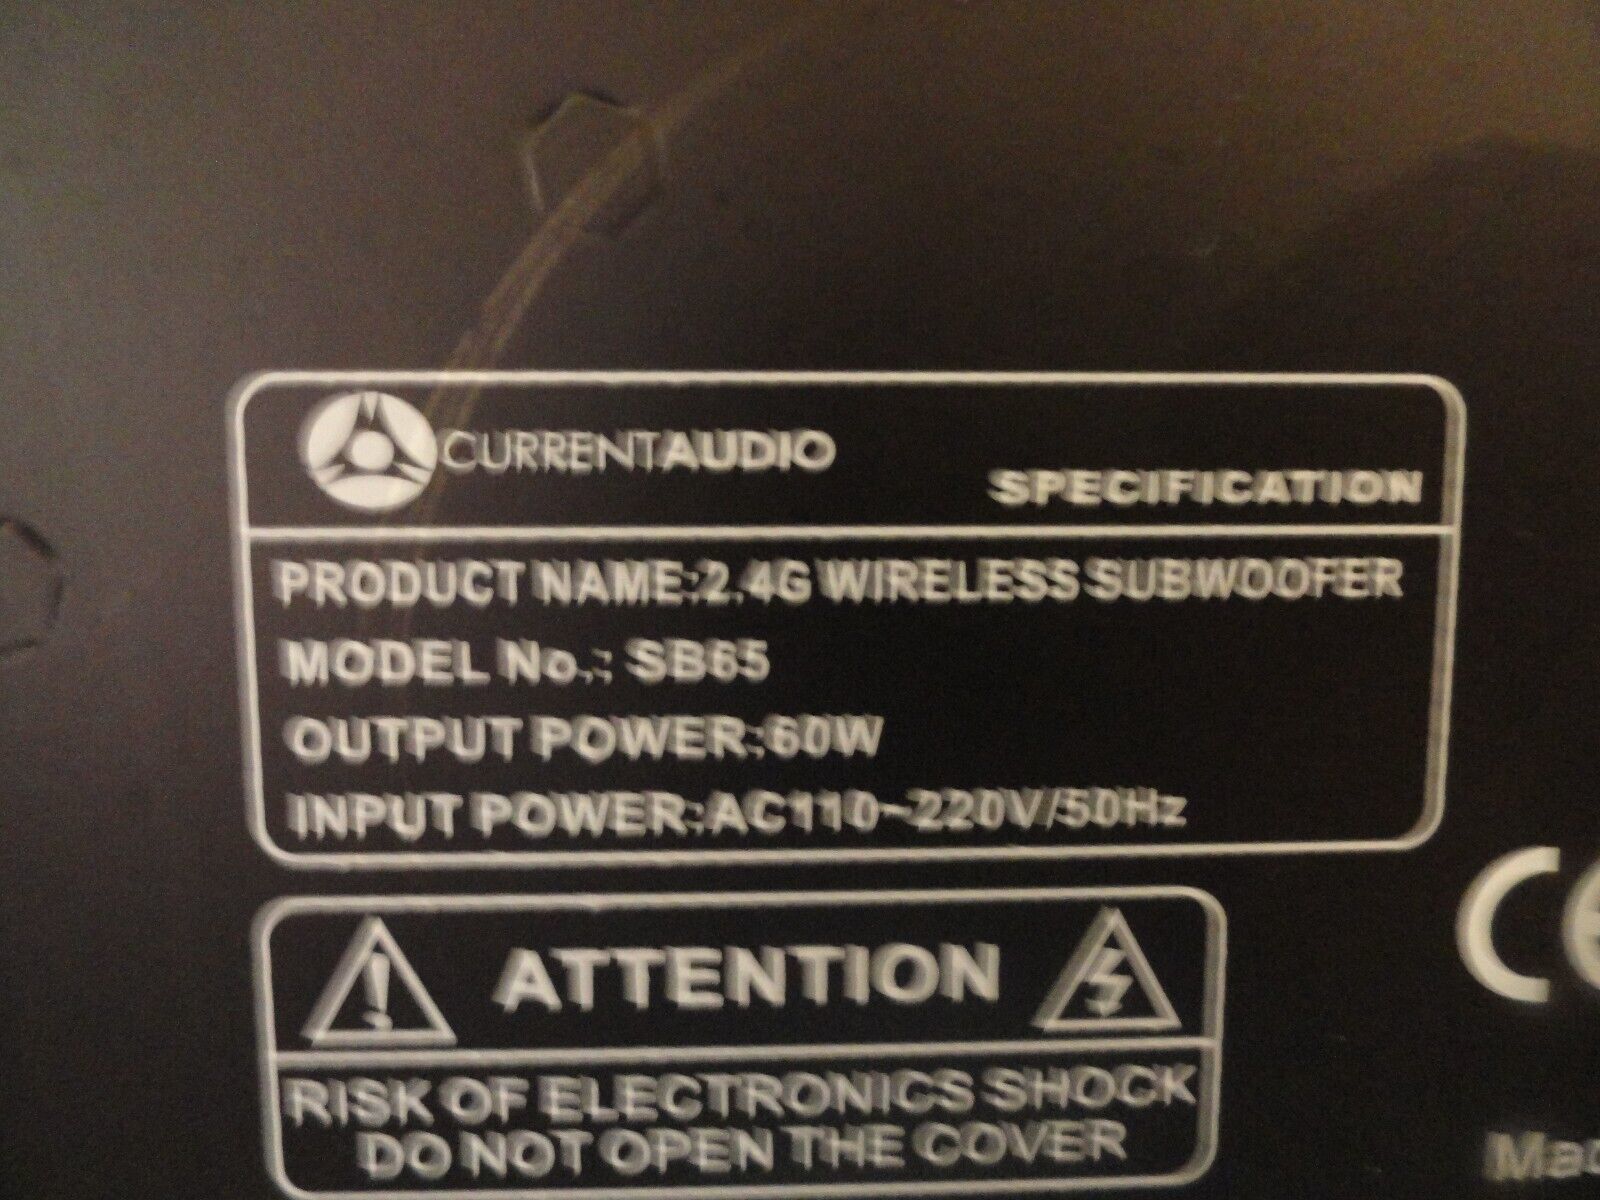 CURRENTAUDIO
SPECIFICATION
PRODUCT NAME:2.4G WIRELESS SUBWOOFER
MODEL No.: SB65
OUTPUT POWER:60W
INPUT POWER:AC110~220V/50Hz
CE
ATTENTION
RISK OF ELECTRONICS SHOCK
DO NOT OPEN THE COVER